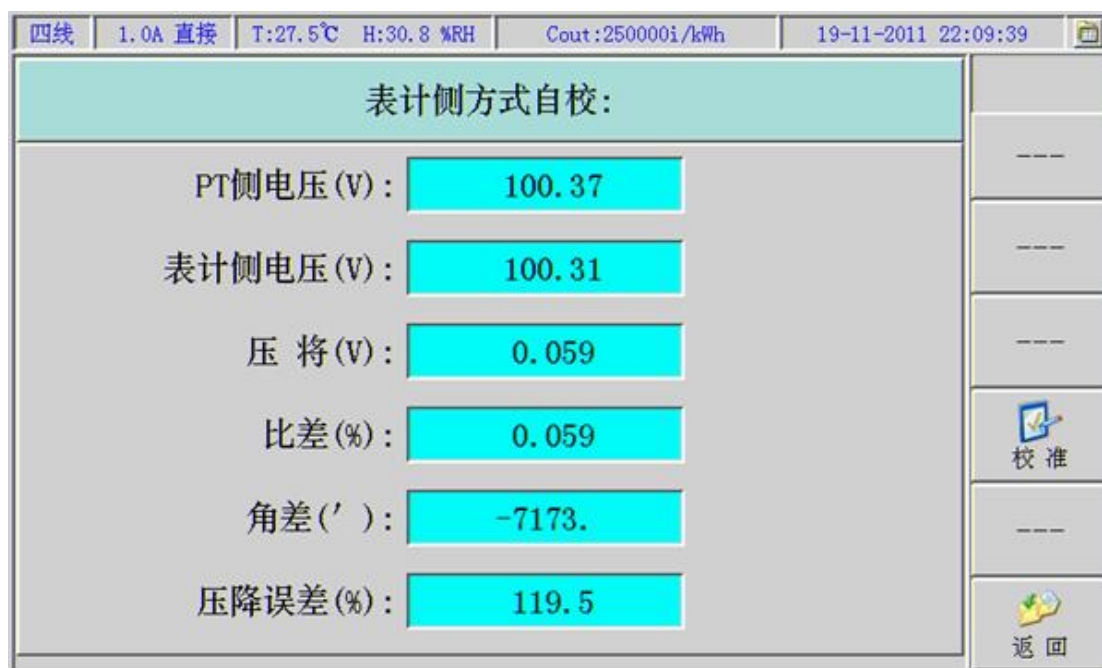 四线 1.0A 直接 T:27.5℃ H:30.8 %RH Cout:250000i/kWh 19-11-2011 22:09:39
表计侧方式自校:
PT侧电压(V): 100.37
---
表计侧电压(V): 100.31
---
压 将(V): 0.059
---
比差(%): 0.059
校 准
角差(′ ): -7173.
---
压降误差(%): 119.5
返 回